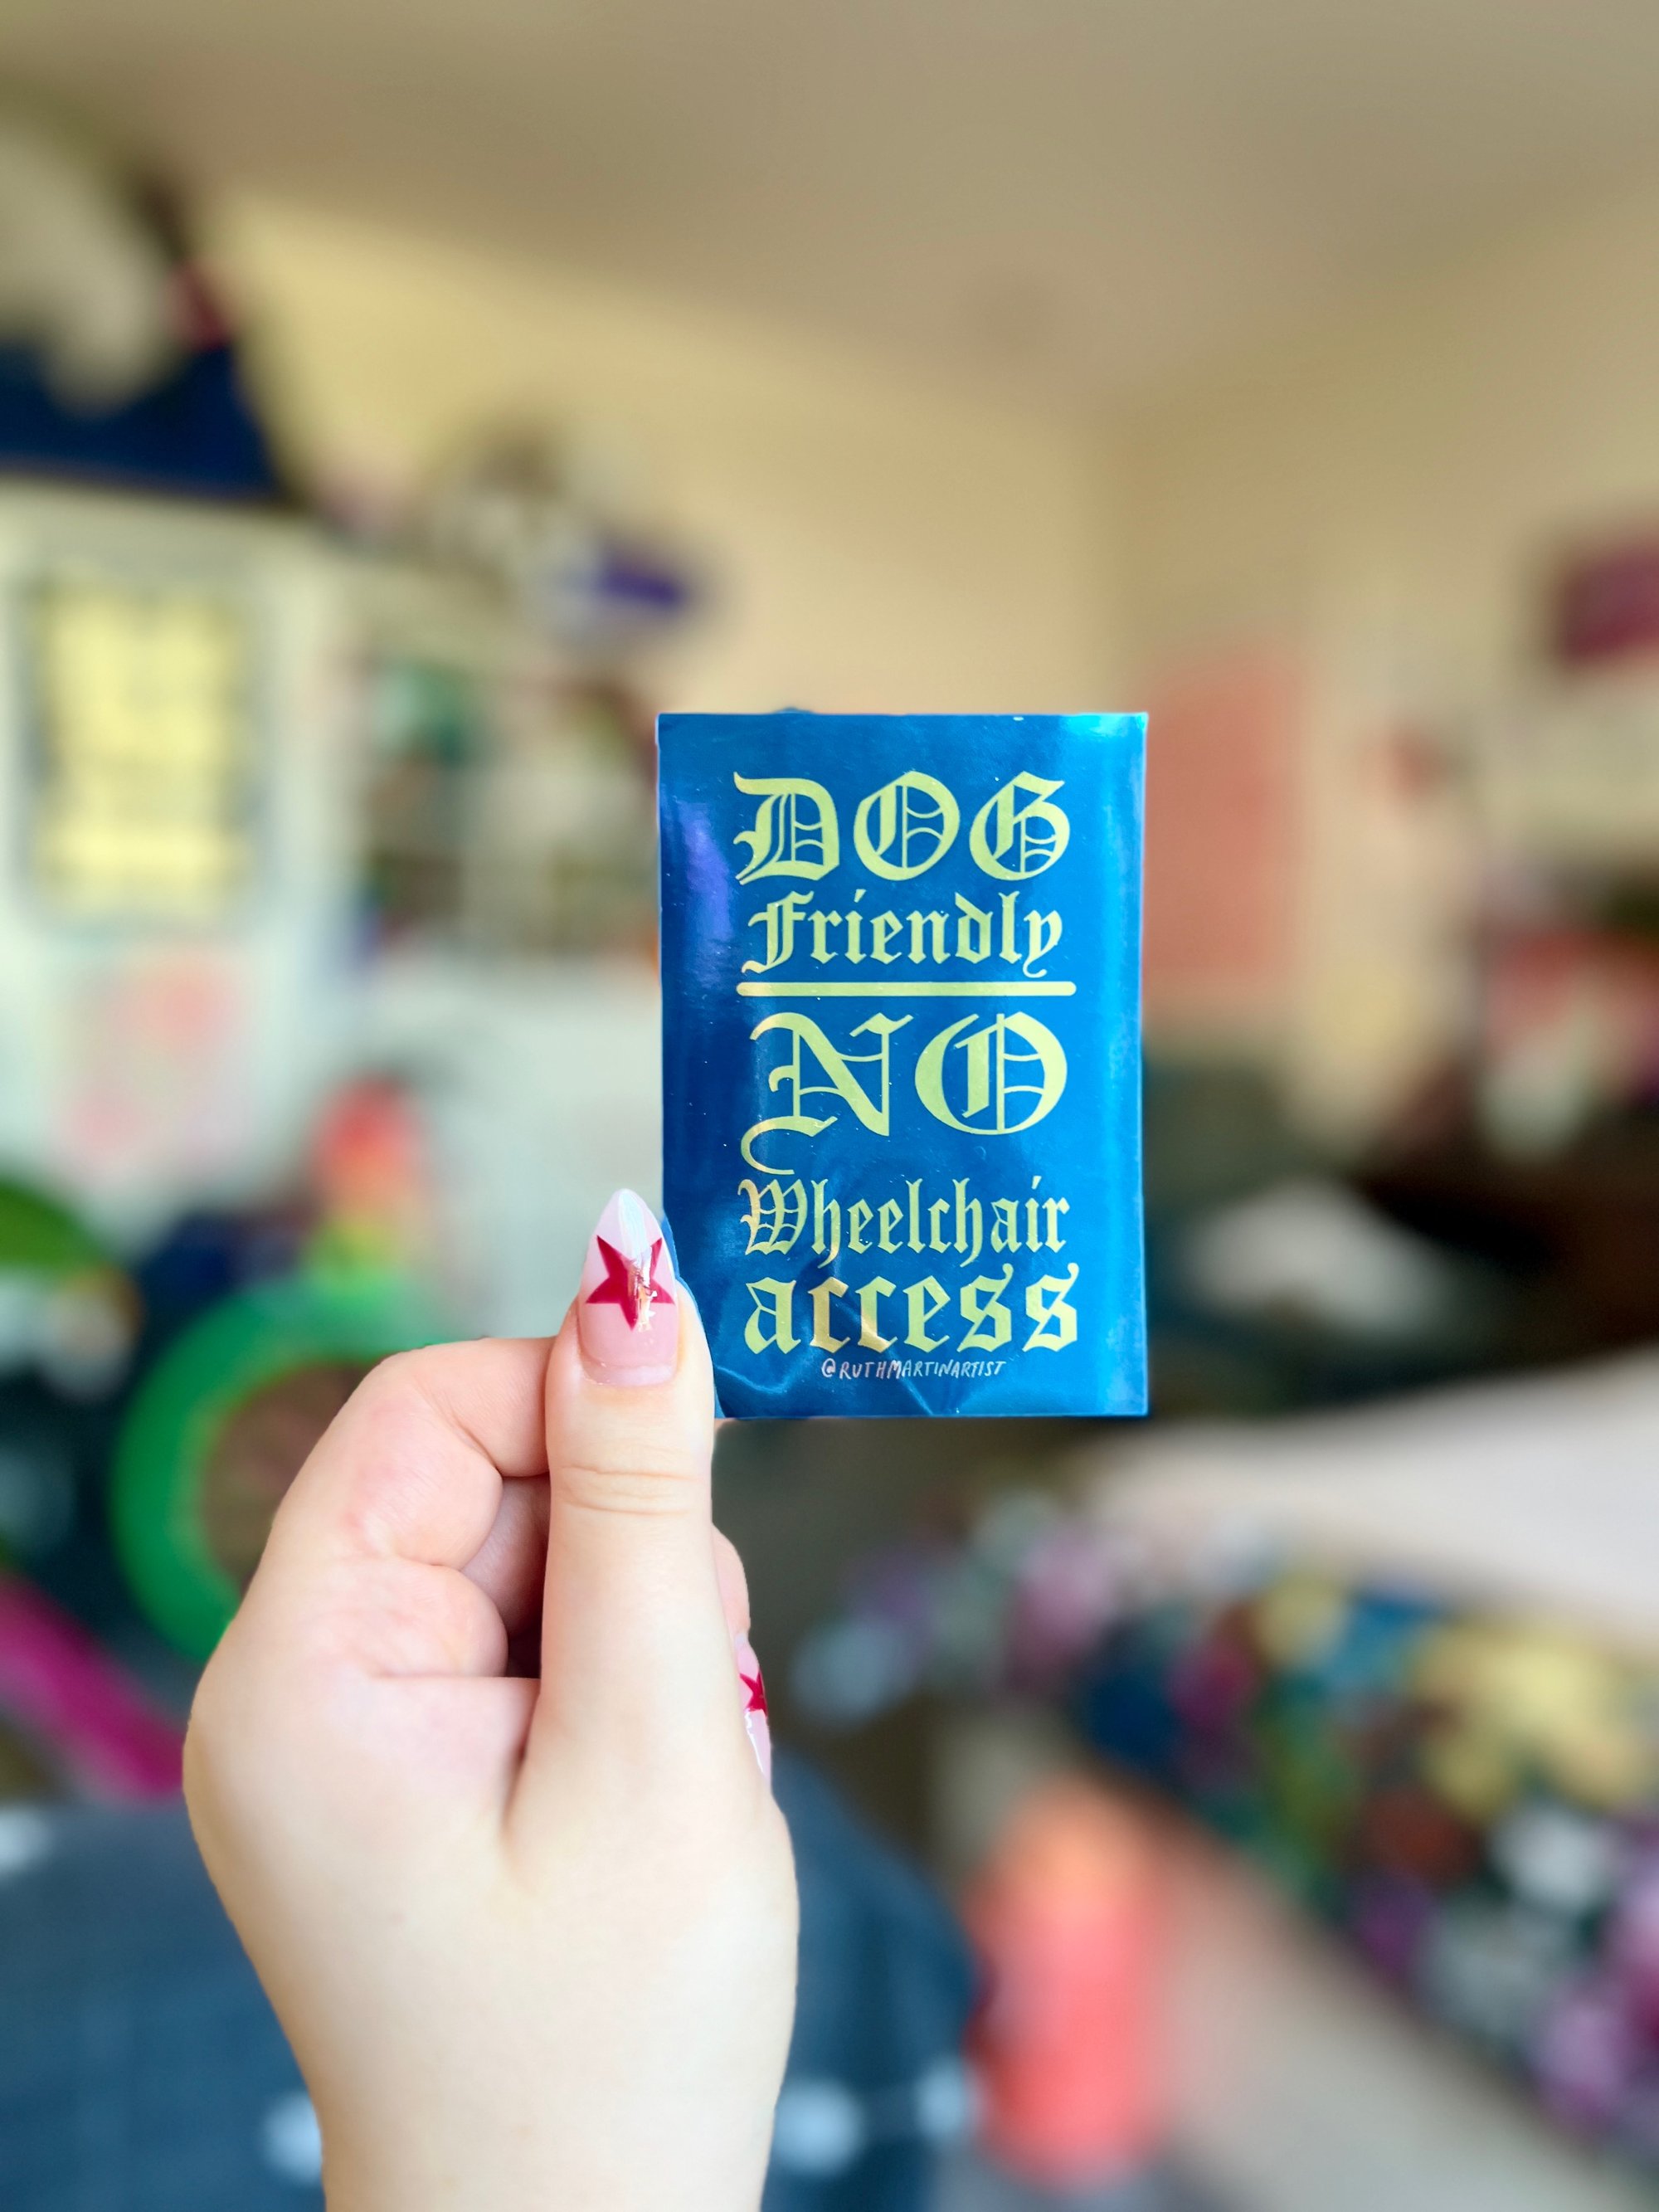 DOG
Friendly
NO
Wheelchair
access
@RUTHMARTINARTIST